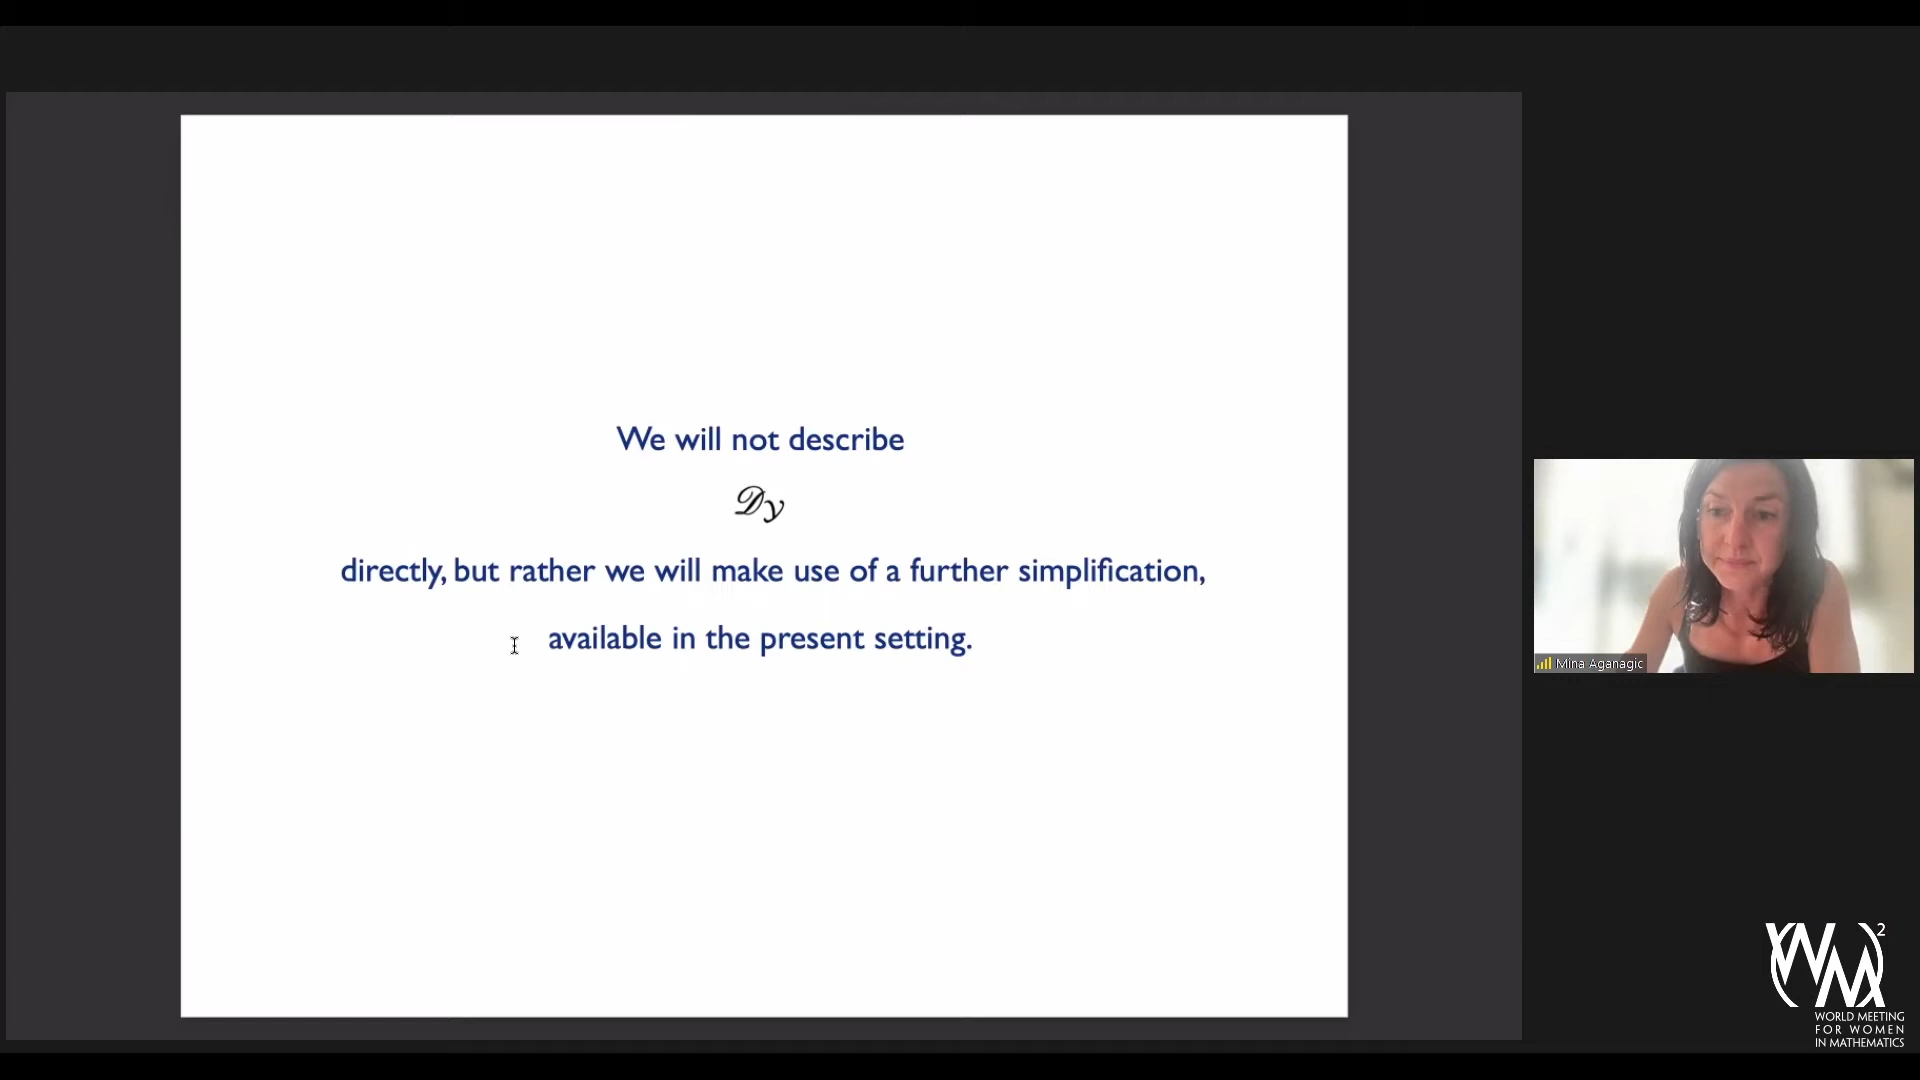 We will not describe
𝒟y
directly, but rather we will make use of a further simplification,
available in the present setting.
Mina Aganagic
(WM)²
WORLD MEETING
FOR WOMEN
IN MATHEMATICS